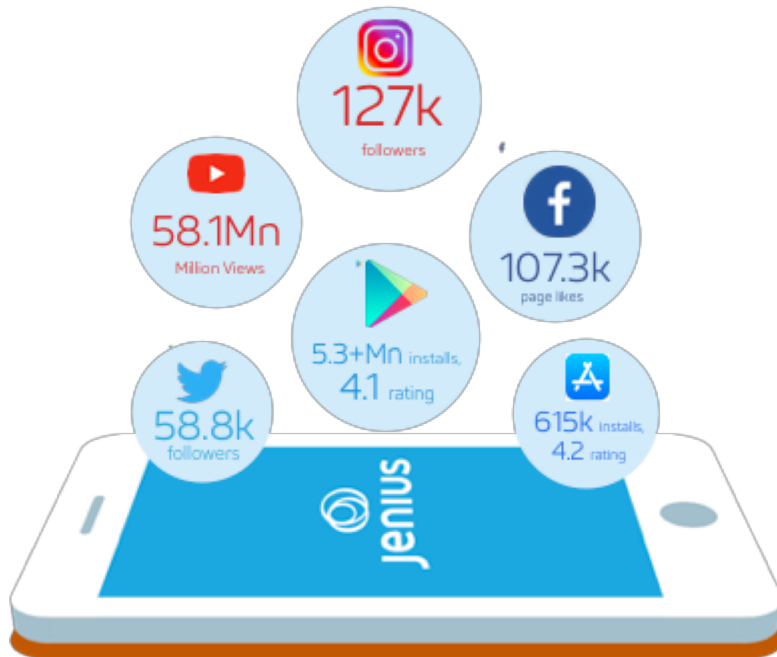 127k
followers
58.1Mn
Million Views
107.3k
page likes
5.3+Mn installs,
4.1 rating
58.8k
followers
615k installs,
4.2 rating
jenius